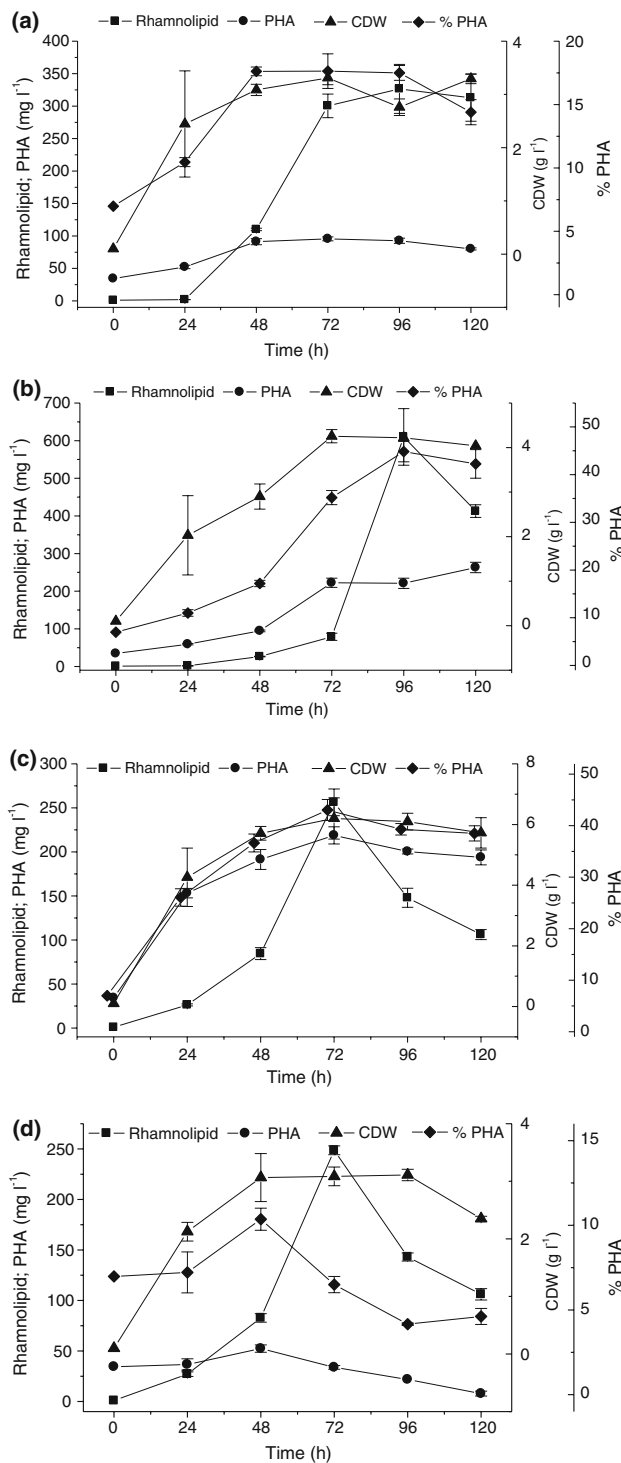 (a)
Rhamnolipid PHA CDW % PHA
400
350
300
250
200
150
100
50
0
Rhamnolipid; PHA (mg l-1)
4
2
0
CDW (g l-1)
20
15
10
5
0
% PHA
0 24 48 72 96 120
Time (h)
(b)
Rhamnolipid PHA CDW % PHA
700
600
500
400
300
200
100
0
Rhamnolipid; PHA (mg l-1)
4
2
0
CDW (g l-1)
50
40
30
20
10
0
% PHA
0 24 48 72 96 120
Time (h)
(c)
Rhamnolipid PHA CDW % PHA
300
250
200
150
100
50
0
Rhamnolipid; PHA (mg l-1)
8
6
4
2
0
CDW (g l-1)
50
40
30
20
10
0
% PHA
0 24 48 72 96 120
Time (h)
(d)
Rhamnolipid PHA CDW % PHA
250
200
150
100
50
0
Rhamnolipid; PHA (mg l-1)
4
2
0
CDW (g l-1)
15
10
5
0
% PHA
0 24 48 72 96 120
Time (h)